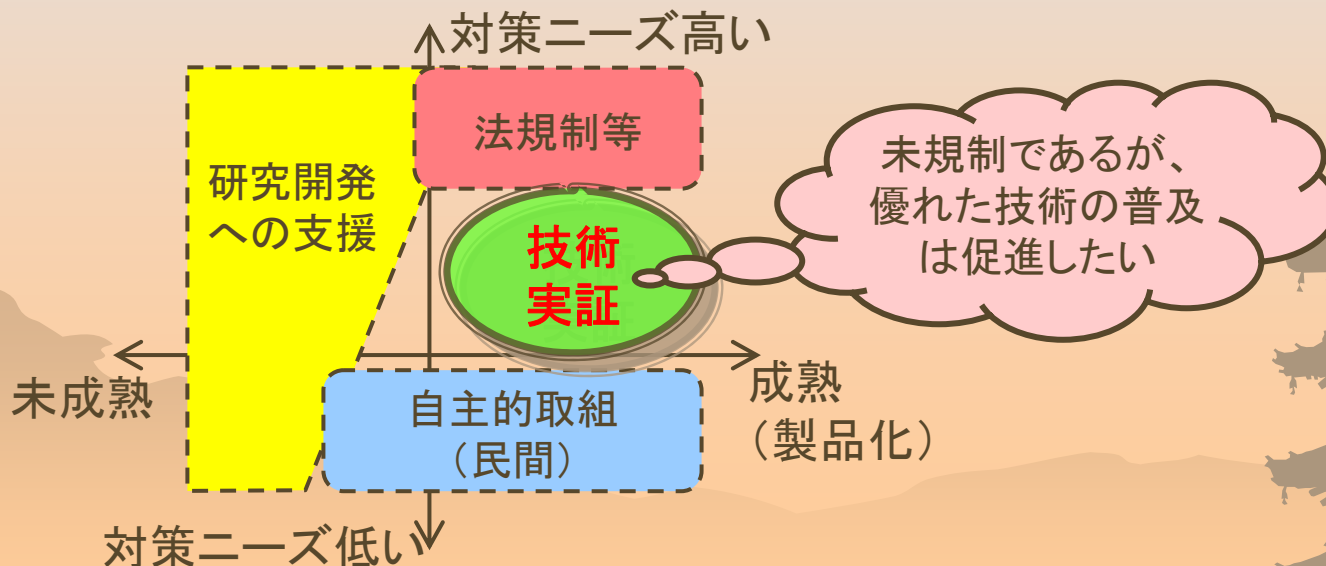 対策ニーズ高い
法規制等
研究開発
への支援
未規制であるが、
優れた技術の普及
は促進したい
技術
実証
未成熟
成熟
（製品化）
自主的取組
（民間）
対策ニーズ低い